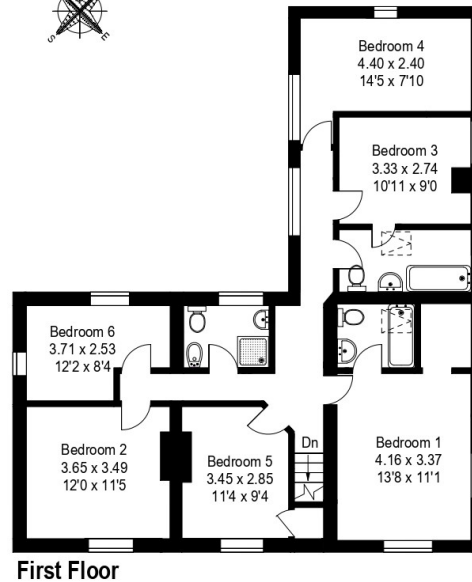 S
E
Bedroom 4
4.40 x 2.40
14'5 x 7'10
Bedroom 3
3.33 x 2.74
10'11 x 9'0
Bedroom 6
3.71 x 2.53
12'2 x 8'4
Bedroom 2
3.65 x 3.49
12'0 x 11'5
Bedroom 5
3.45 x 2.85
11'4 x 9'4
Dn
Bedroom 1
4.16 x 3.37
13'8 x 11'1
First Floor